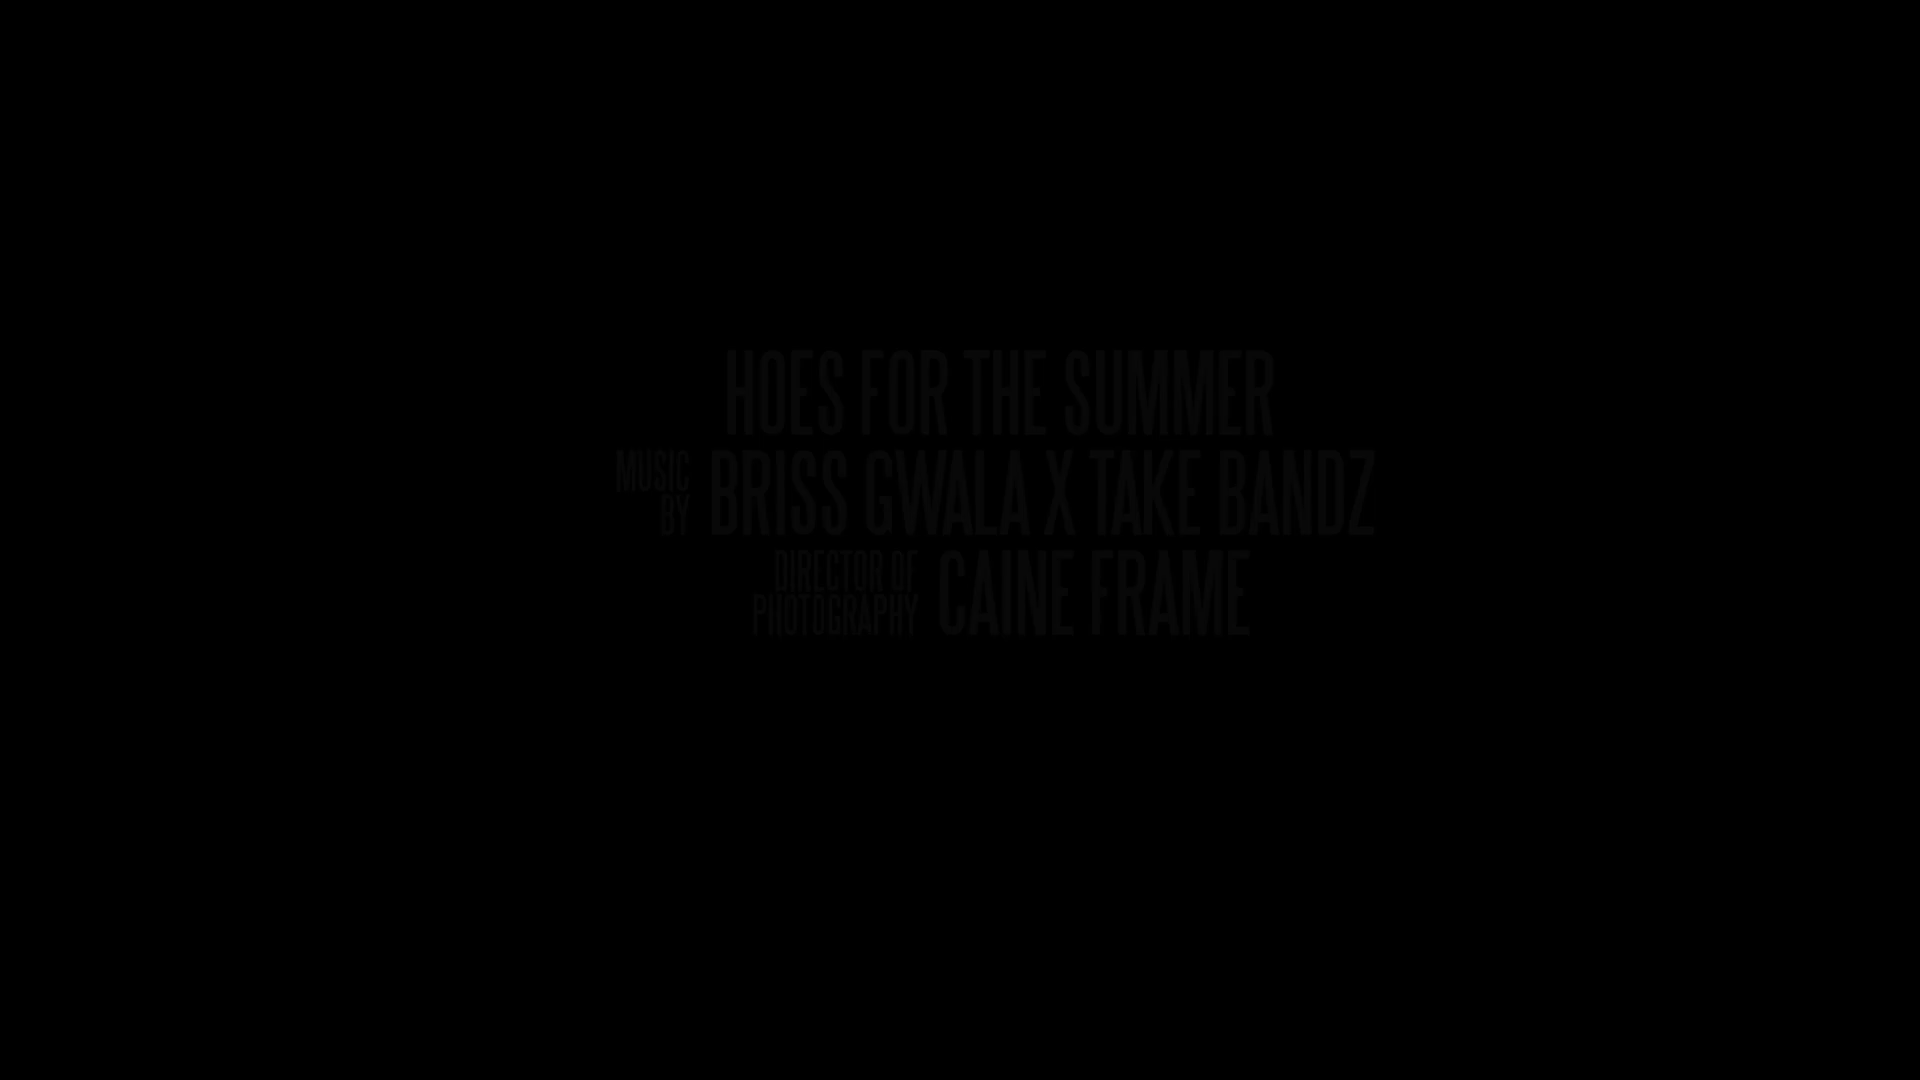 HOES FOR THE SUMMER
MUSIC BY BRISS GWALA X TAKE BANDZ
DIRECTOR OF PHOTOGRAPHY CAINE FRAME